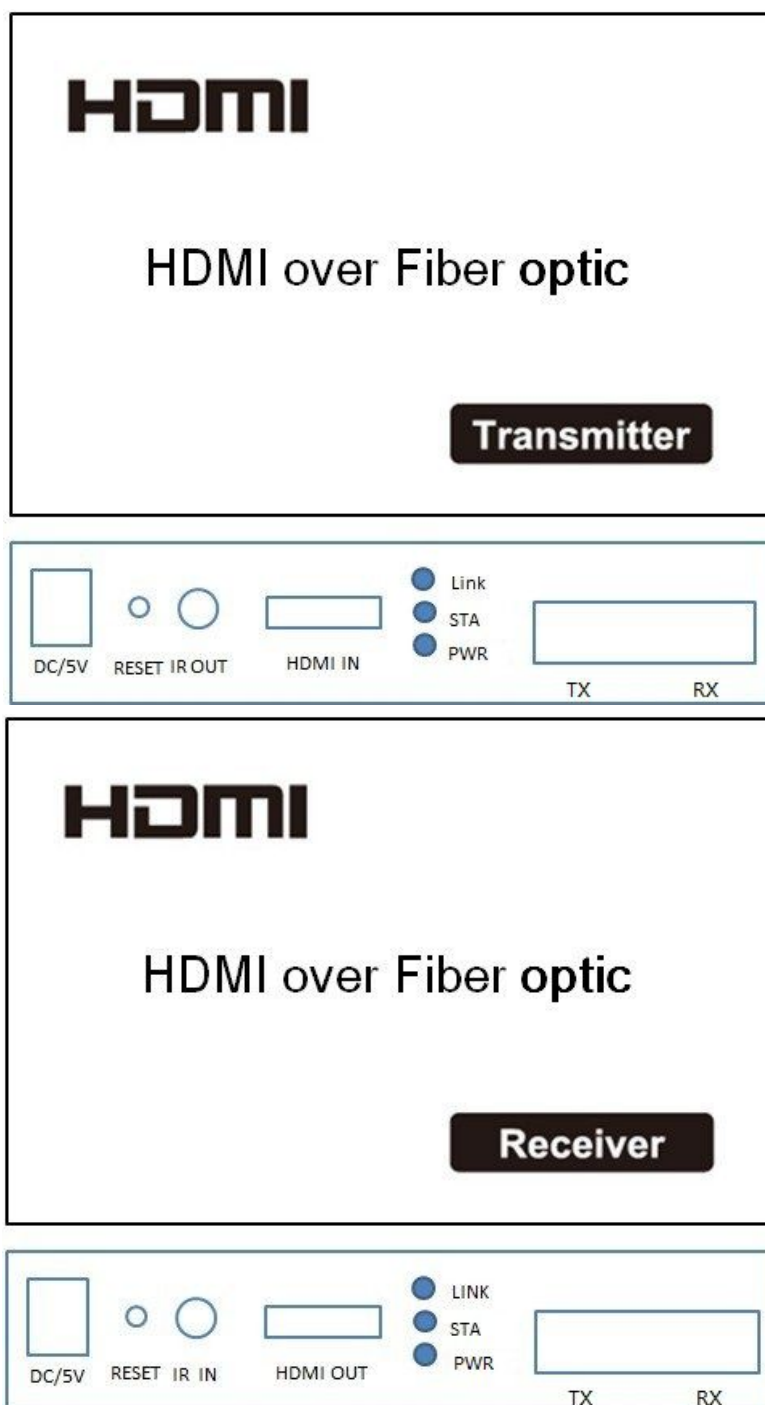 HDMI
HDMI over Fiber optic
Transmitter
Link
STA
PWR
DC/5V RESET IR OUT HDMI IN
TX RX
HDMI
HDMI over Fiber optic
Receiver
LINK
STA
PWR
DC/5V RESET IR IN HDMI OUT
TX RX